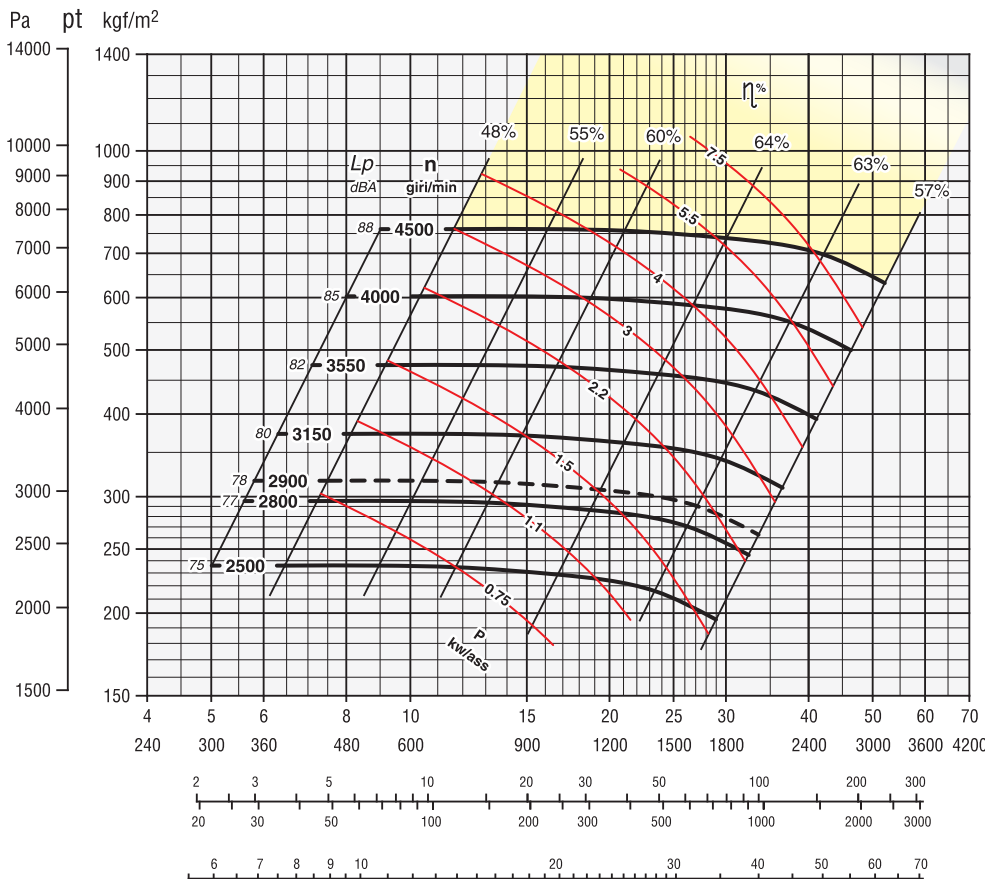 Pa pt kgf/m²
14000 1400
η%
48% 55% 60% 64% 63% 57%
10000 1000
7.5
Lp n
dBA giri/min
9000 900
8000 800
5.5
88 4500
7000 700
4
6000 600
85 4000
3
5000 500
82 3550
2.2
4000 400
80 3150
1.5
78 2900
3000 300
77 2800
1.1
2500 250
75 2500
0.75
2000 200
P
kw/ass
1500 150
4 5 6 8 10 15 20 25 30 40 50 60 70
240 300 360 480 600 900 1200 1500 1800 2400 3000 3600 4200
2 3 5 10 20 30 50 100 200 300
20 30 50 100 200 300 500 1000 2000 3000
6 7 8 9 10 20 30 40 50 60 70